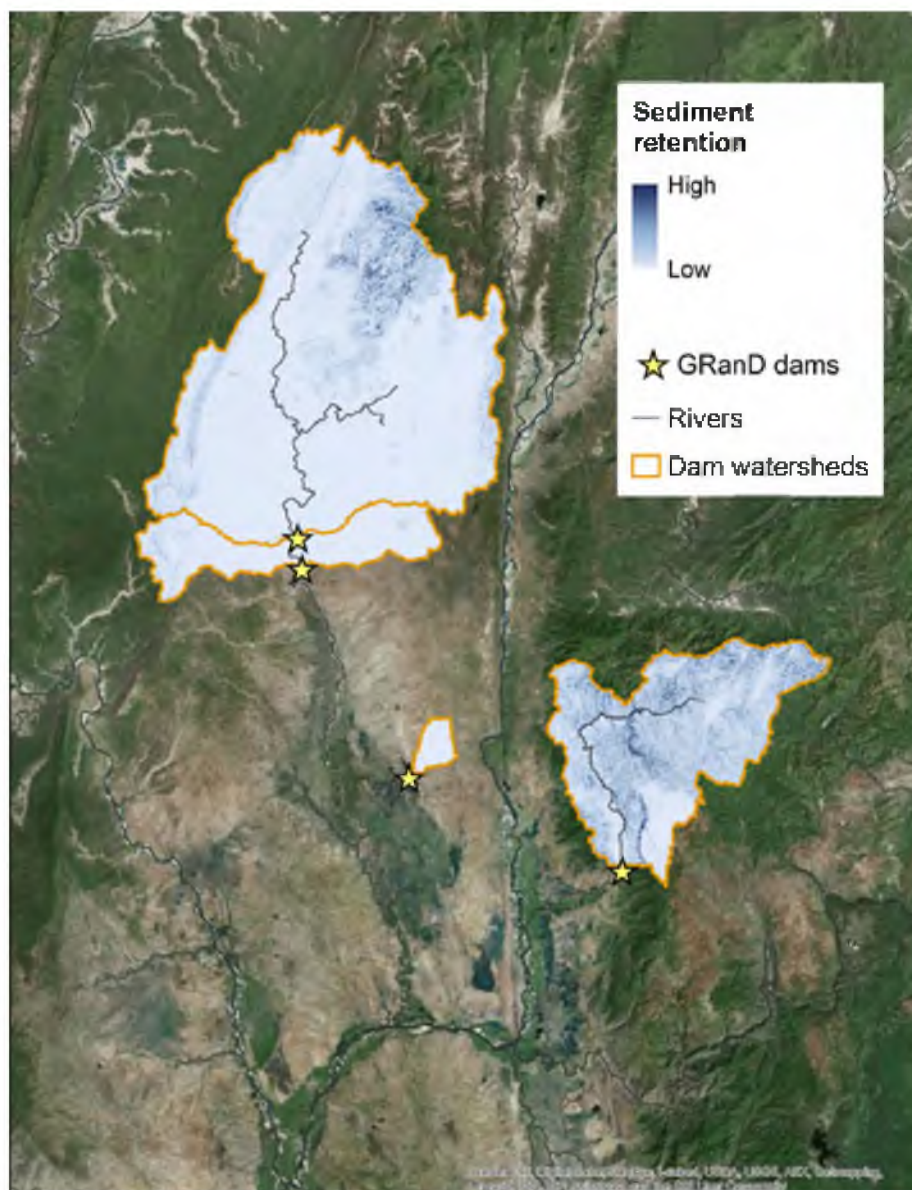 Sediment
retention
High
Low
GRanD dams
Rivers
Dam watersheds